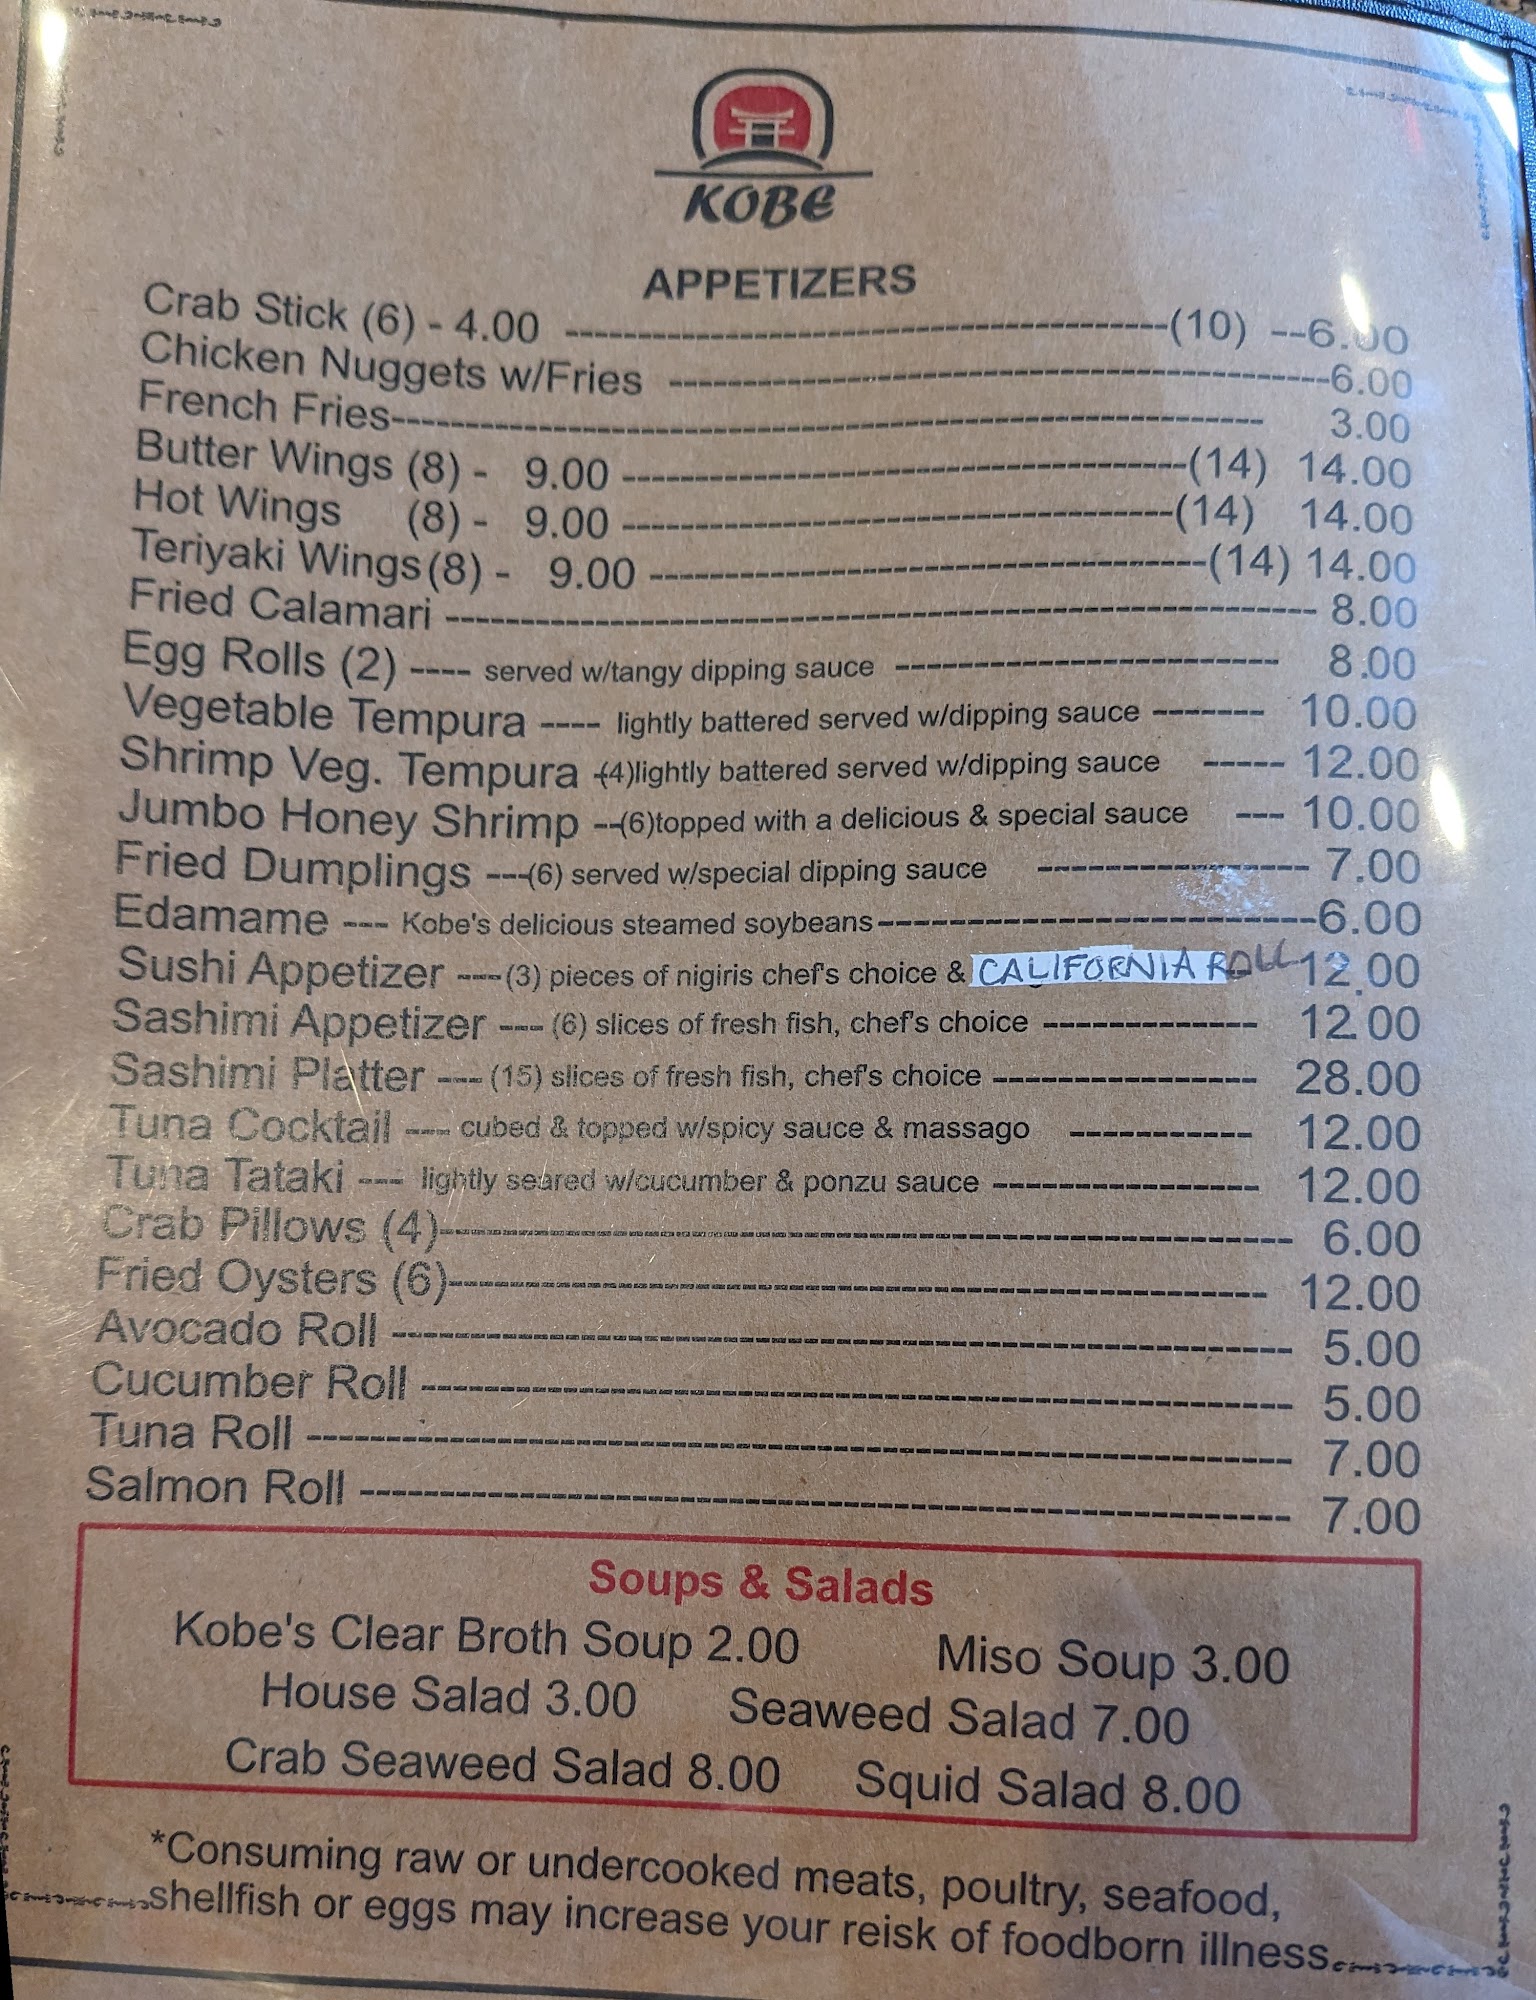 KOBE
APPETIZERS
Crab Stick (6) - 4.00 ------------------------------------(10) --6.00
Chicken Nuggets w/Fries ----------------------------------------6.00
French Fries---------------------------------------------------- 3.00
Butter Wings (8) - 9.00 ----------------------------------(14) 14.00
Hot Wings (8) - 9.00 ----------------------------------(14) 14.00
Teriyaki Wings(8) - 9.00 ----------------------------------(14) 14.00
Fried Calamari ---------------------------------------------------- 8.00
Egg Rolls (2) ---- served w/tangy dipping sauce ----------------------- 8.00
Vegetable Tempura ---- lightly battered served w/dipping sauce ------- 10.00
Shrimp Veg. Tempura -(4)lightly battered served w/dipping sauce ----- 12.00
Jumbo Honey Shrimp --(6)topped with a delicious & special sauce --- 10.00
Fried Dumplings ---(6) served w/special dipping sauce ----------------- 7.00
Edamame --- Kobe's delicious steamed soybeans---------------------------6.00
Sushi Appetizer ---(3) pieces of nigiris chef's choice & CALIFORNIA ROLL 12.00
Sashimi Appetizer --- (6) slices of fresh fish, chef's choice ------------- 12.00
Sashimi Platter --- (15) slices of fresh fish, chef's choice ---------------- 28.00
Tuna Cocktail --- cubed & topped w/spicy sauce & massago ----------- 12.00
Tuna Tataki --- lightly seared w/cucumber & ponzu sauce ---------------- 12.00
Crab Pillows (4)---------------------------------------------------- 6.00
Fried Oysters (6)---------------------------------------------------- 12.00
Avocado Roll ---------------------------------------------------- 5.00
Cucumber Roll ---------------------------------------------------- 5.00
Tuna Roll ---------------------------------------------------- 7.00
Salmon Roll ---------------------------------------------------- 7.00
Soups & Salads
Kobe's Clear Broth Soup 2.00 Miso Soup 3.00
House Salad 3.00 Seaweed Salad 7.00
Crab Seaweed Salad 8.00 Squid Salad 8.00
*Consuming raw or undercooked meats, poultry, seafood,
shellfish or eggs may increase your reisk of foodborn illness.